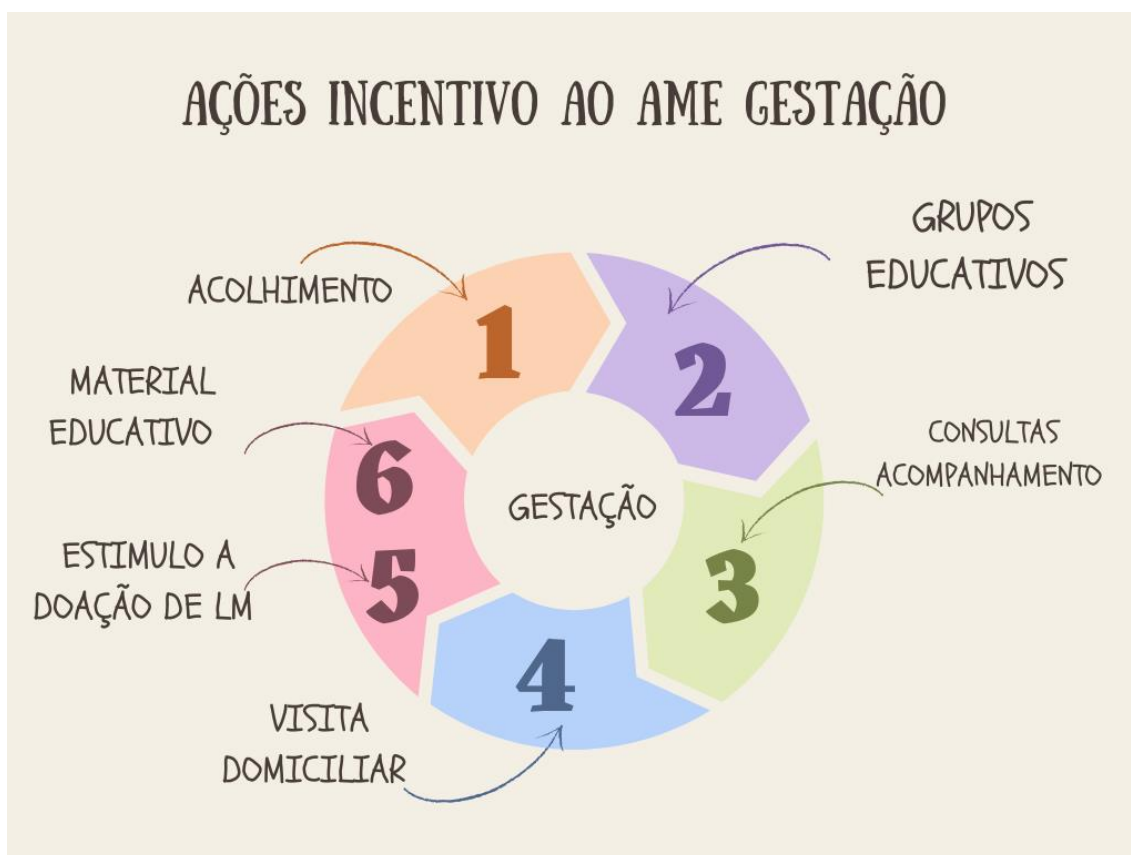 AÇÕES INCENTIVO AO AME GESTAÇÃO
ACOLHIMENTO
1
GRUPOS
EDUCATIVOS
2
CONSULTAS
ACOMPANHAMENTO
3
VISITA
DOMICILIAR
4
ESTIMULO A
DOAÇÃO DE LM
5
MATERIAL
EDUCATIVO
6
GESTAÇÃO